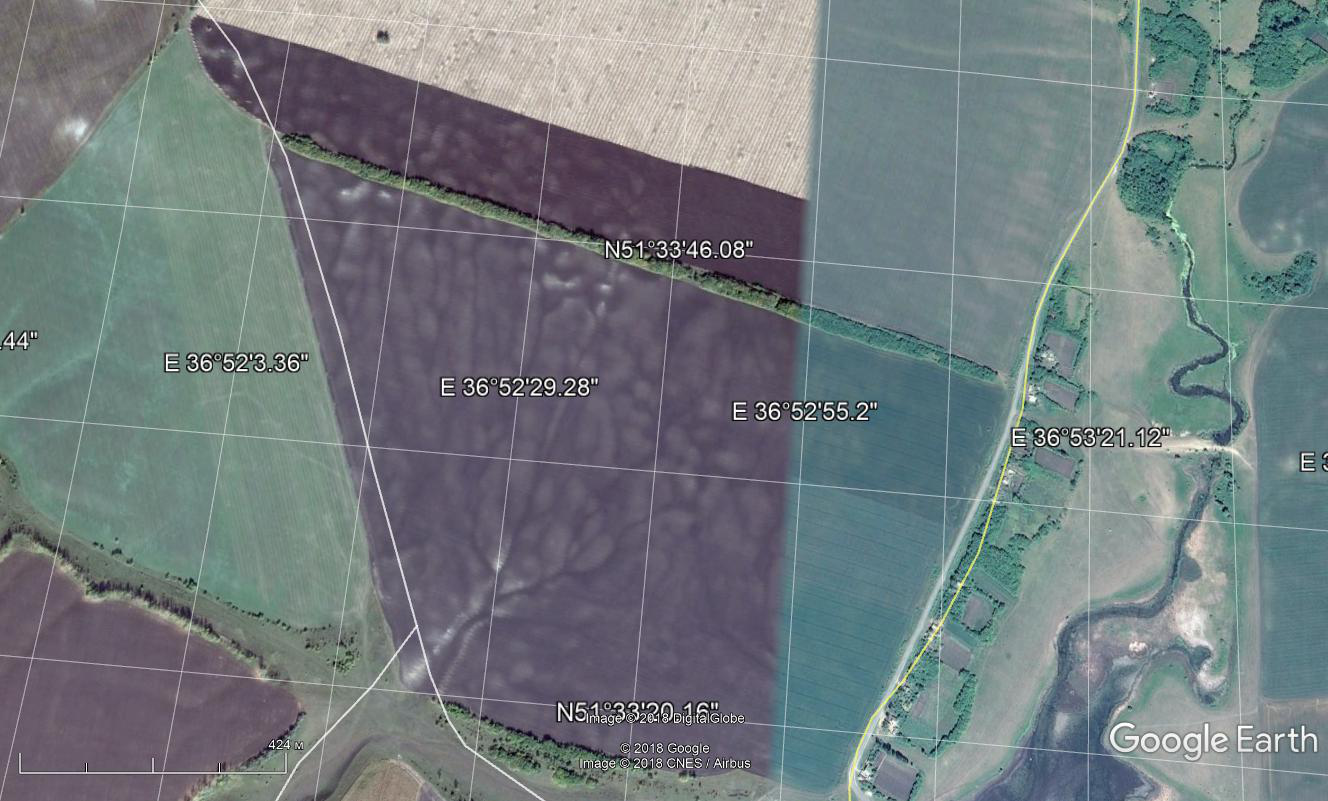 N51°33'46.08"
.44"
E 36°52'3.36"
E 36°52'29.28"
E 36°52'55.2"
E 36°53'21.12"
E 3
N51°33'20.16"
Image © 2018 DigitalGlobe
424 м
© 2018 Google
Image © 2018 CNES / Airbus
Google Earth